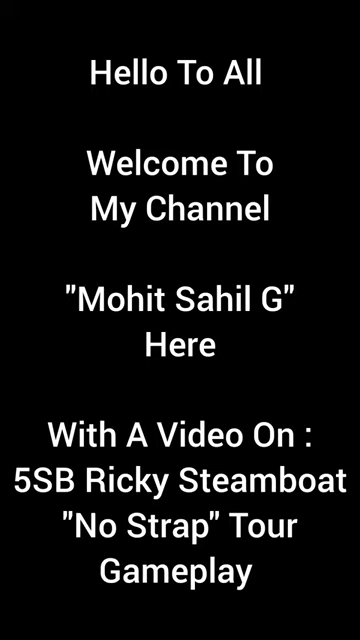 Hello To All
Welcome To
My Channel
"Mohit Sahil G"
Here
With A Video On :
5SB Ricky Steamboat
"No Strap" Tour
Gameplay